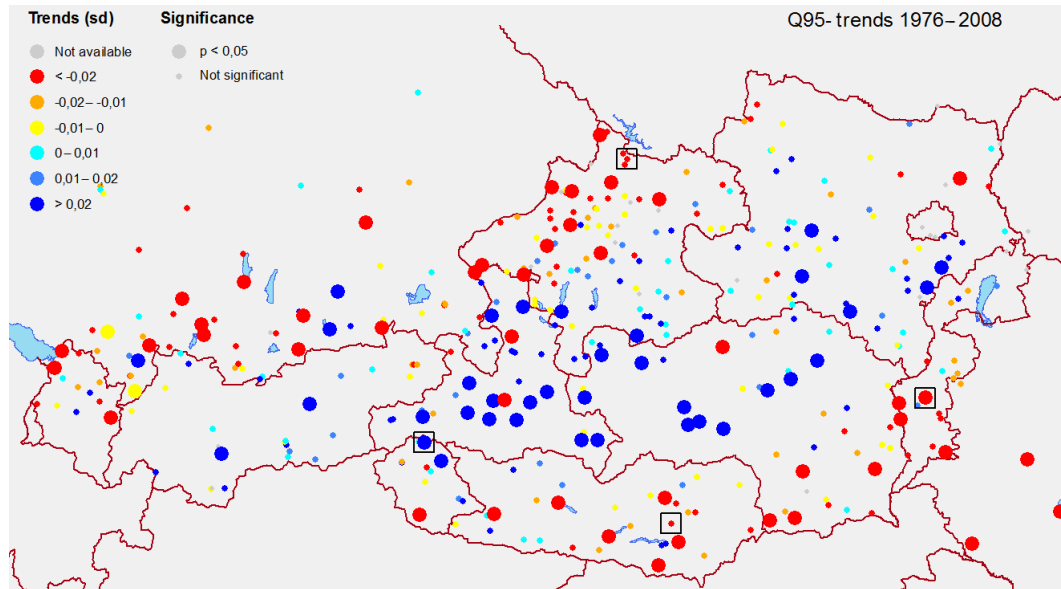 Trends (sd) Significance Q95- trends 1976–2008
Not available p < 0,05
< -0,02 Not significant
-0,02– -0,01
-0,01– 0
0 – 0,01
0,01– 0,02
> 0,02